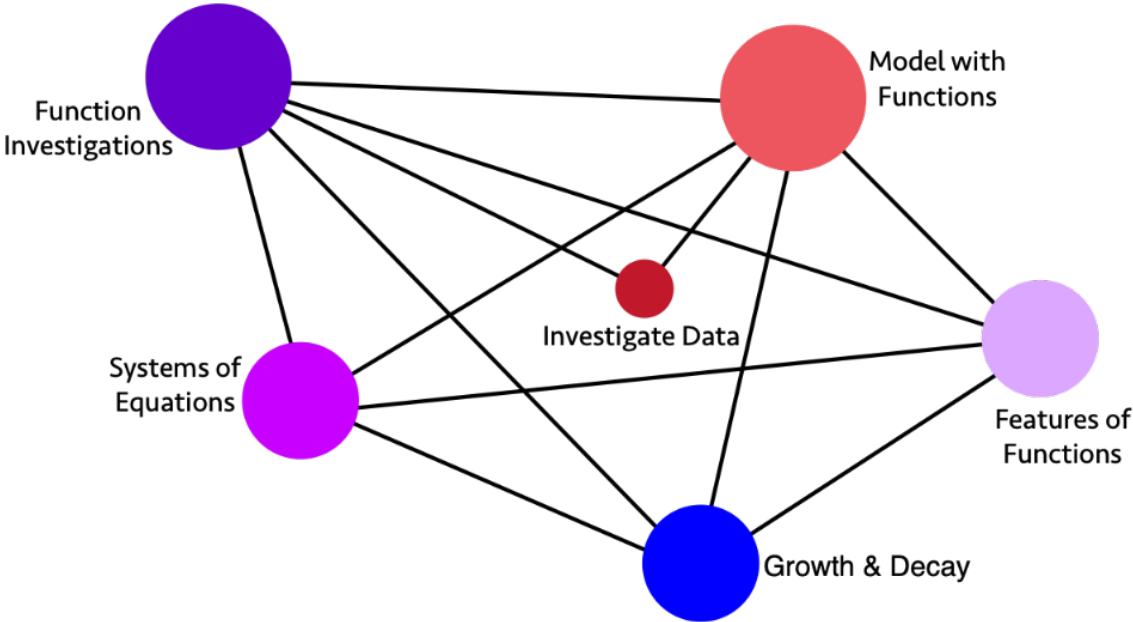 Function
Investigations
Model with
Functions
Investigate Data
Systems of
Equations
Features of
Functions
Growth & Decay